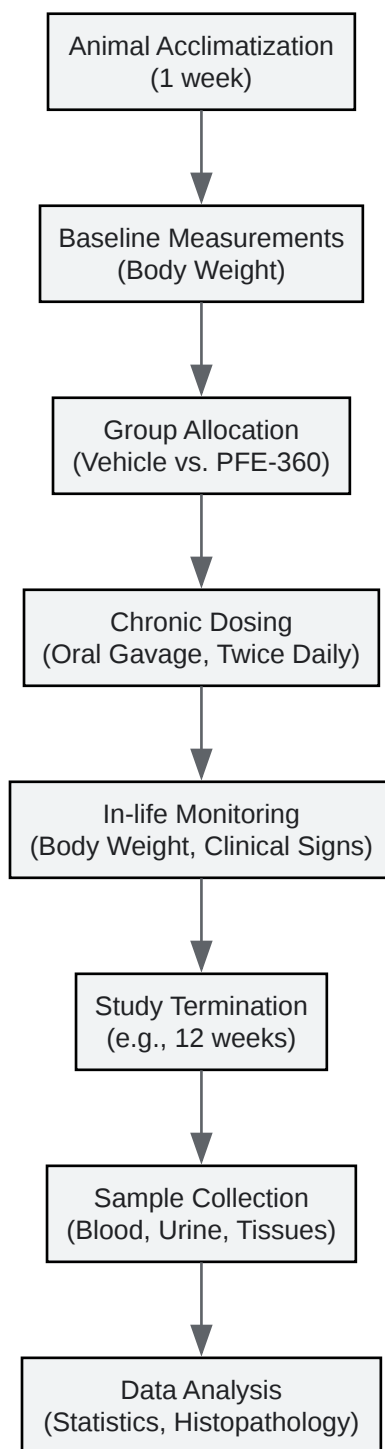 Animal Acclimatization
(1 week)
Baseline Measurements
(Body Weight)
Group Allocation
(Vehicle vs. PFE-360)
Chronic Dosing
(Oral Gavage, Twice Daily)
In-life Monitoring
(Body Weight, Clinical Signs)
Study Termination
(e.g., 12 weeks)
Sample Collection
(Blood, Urine, Tissues)
Data Analysis
(Statistics, Histopathology)